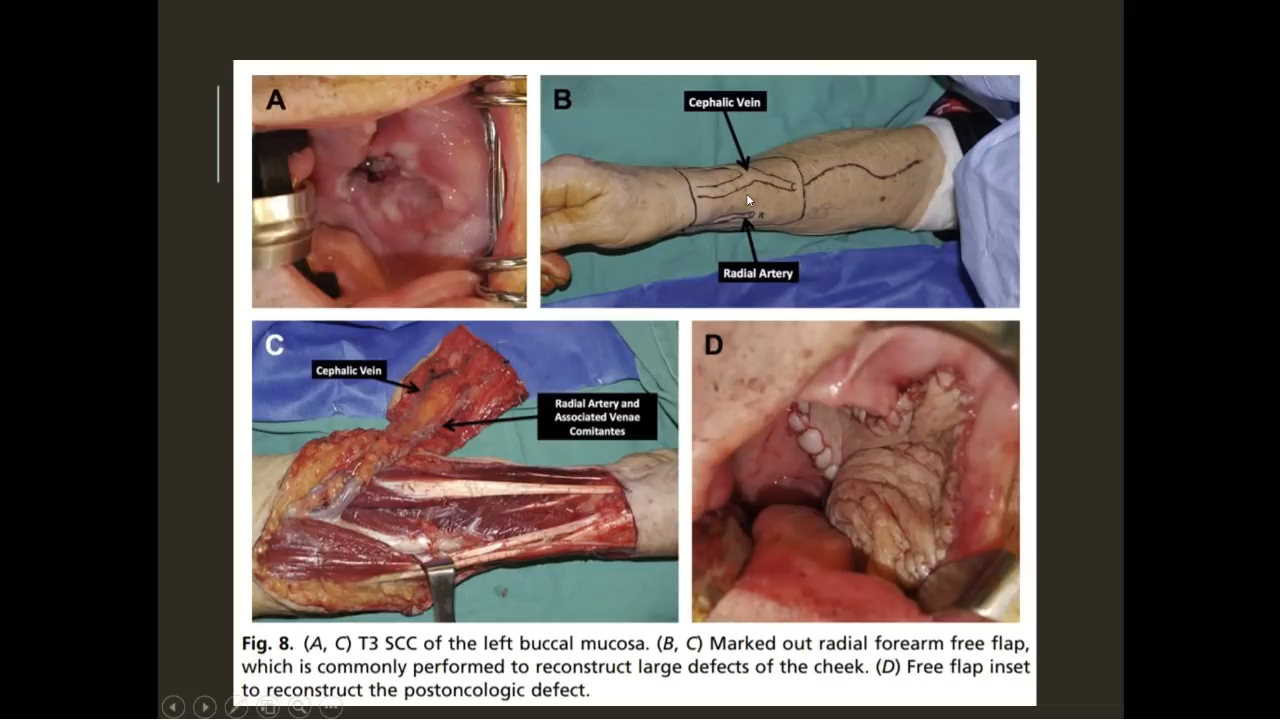 A
B
Cephalic Vein
Radial Artery
C
Cephalic Vein
Radial Artery and
Associated Venae
Comitantes
D
Fig. 8. (A, C) T3 SCC of the left buccal mucosa. (B, C) Marked out radial forearm free flap,
which is commonly performed to reconstruct large defects of the cheek. (D) Free flap inset
to reconstruct the postoncologic defect.